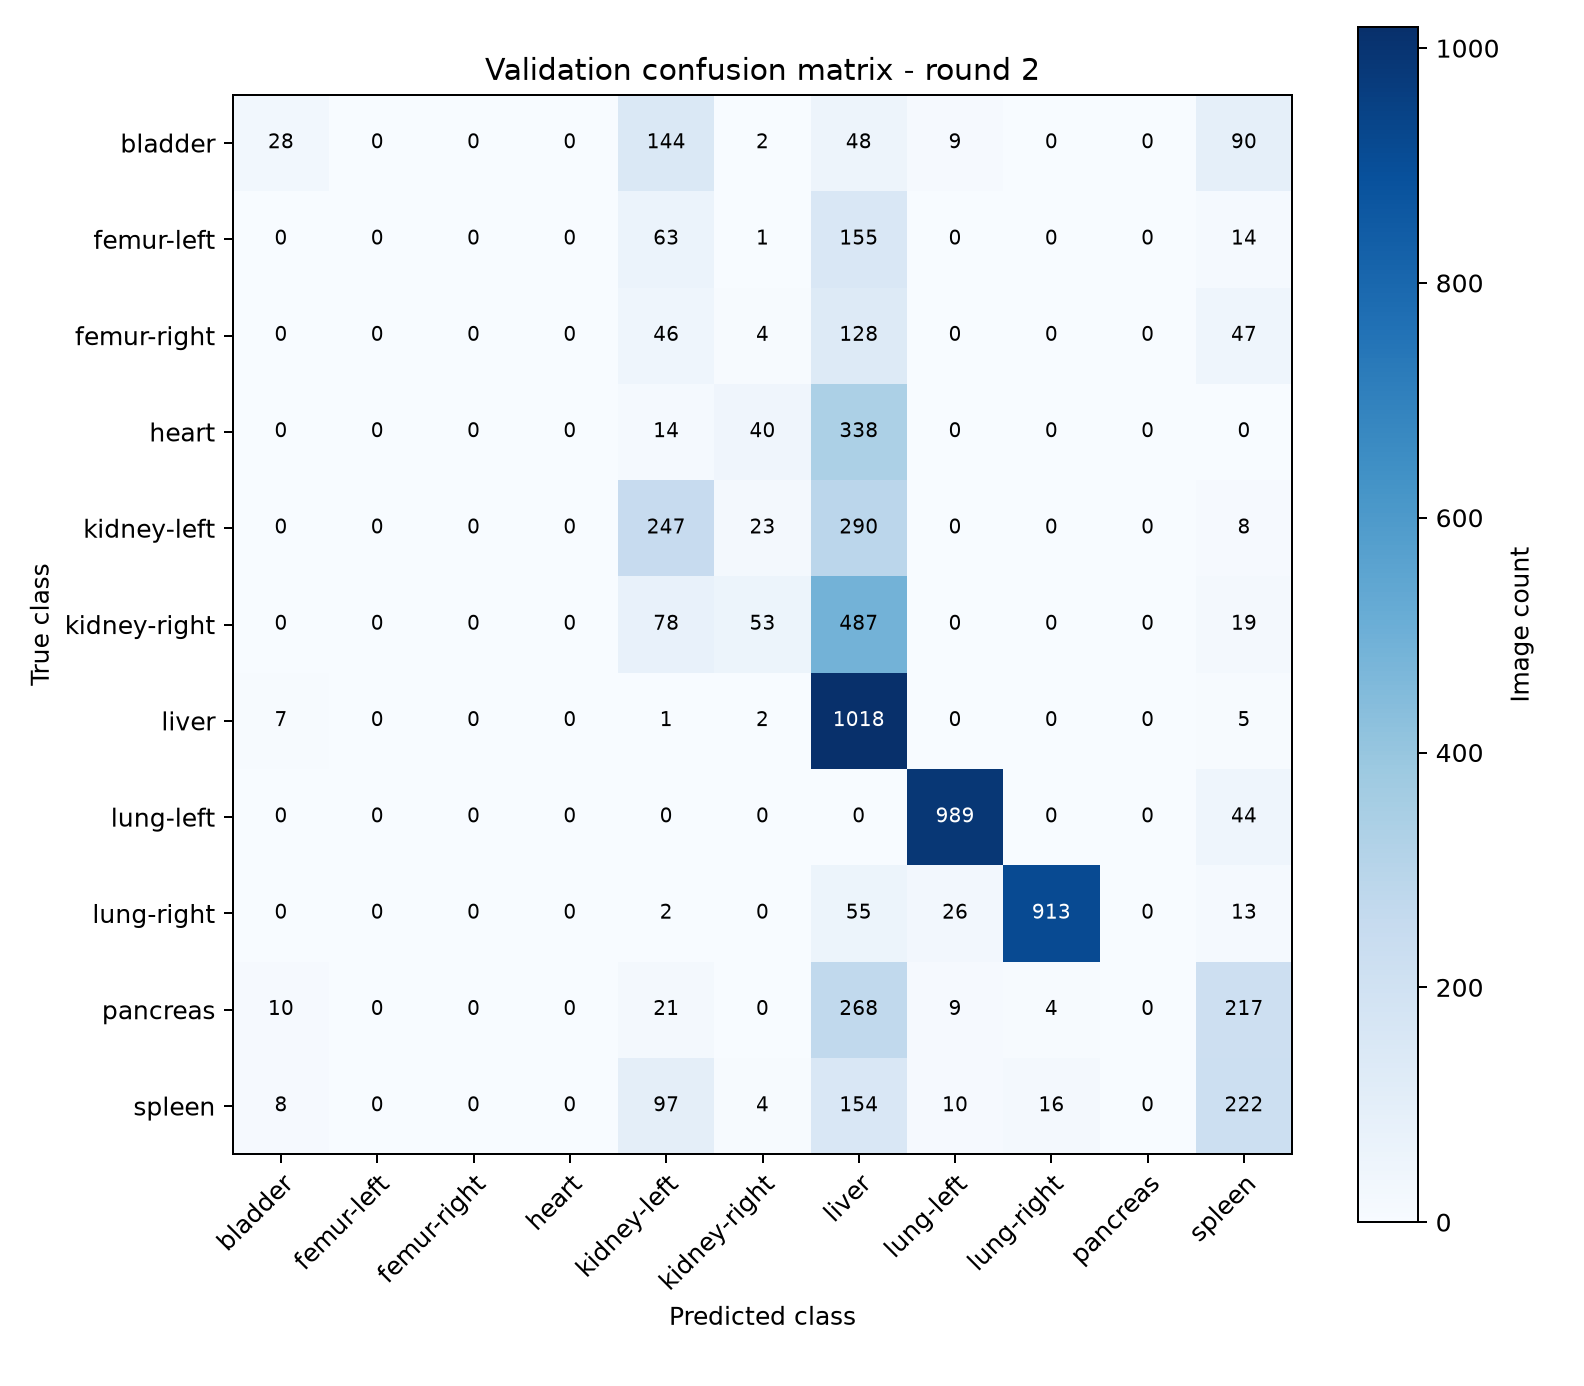 Validation confusion matrix - round 2
True class
bladder 28 0 0 0 144 2 48 9 0 0 90
femur-left 0 0 0 0 63 1 155 0 0 0 14
femur-right 0 0 0 0 46 4 128 0 0 0 47
heart 0 0 0 0 14 40 338 0 0 0 0
kidney-left 0 0 0 0 247 23 290 0 0 0 8
kidney-right 0 0 0 0 78 53 487 0 0 0 19
liver 7 0 0 0 1 2 1018 0 0 0 5
lung-left 0 0 0 0 0 0 0 989 0 0 44
lung-right 0 0 0 0 2 0 55 26 913 0 13
pancreas 10 0 0 0 21 0 268 9 4 0 217
spleen 8 0 0 0 97 4 154 10 16 0 222
bladder femur-left femur-right heart kidney-left kidney-right liver lung-left lung-right pancreas spleen
Predicted class
1000
800
600
400
200
0
Image count